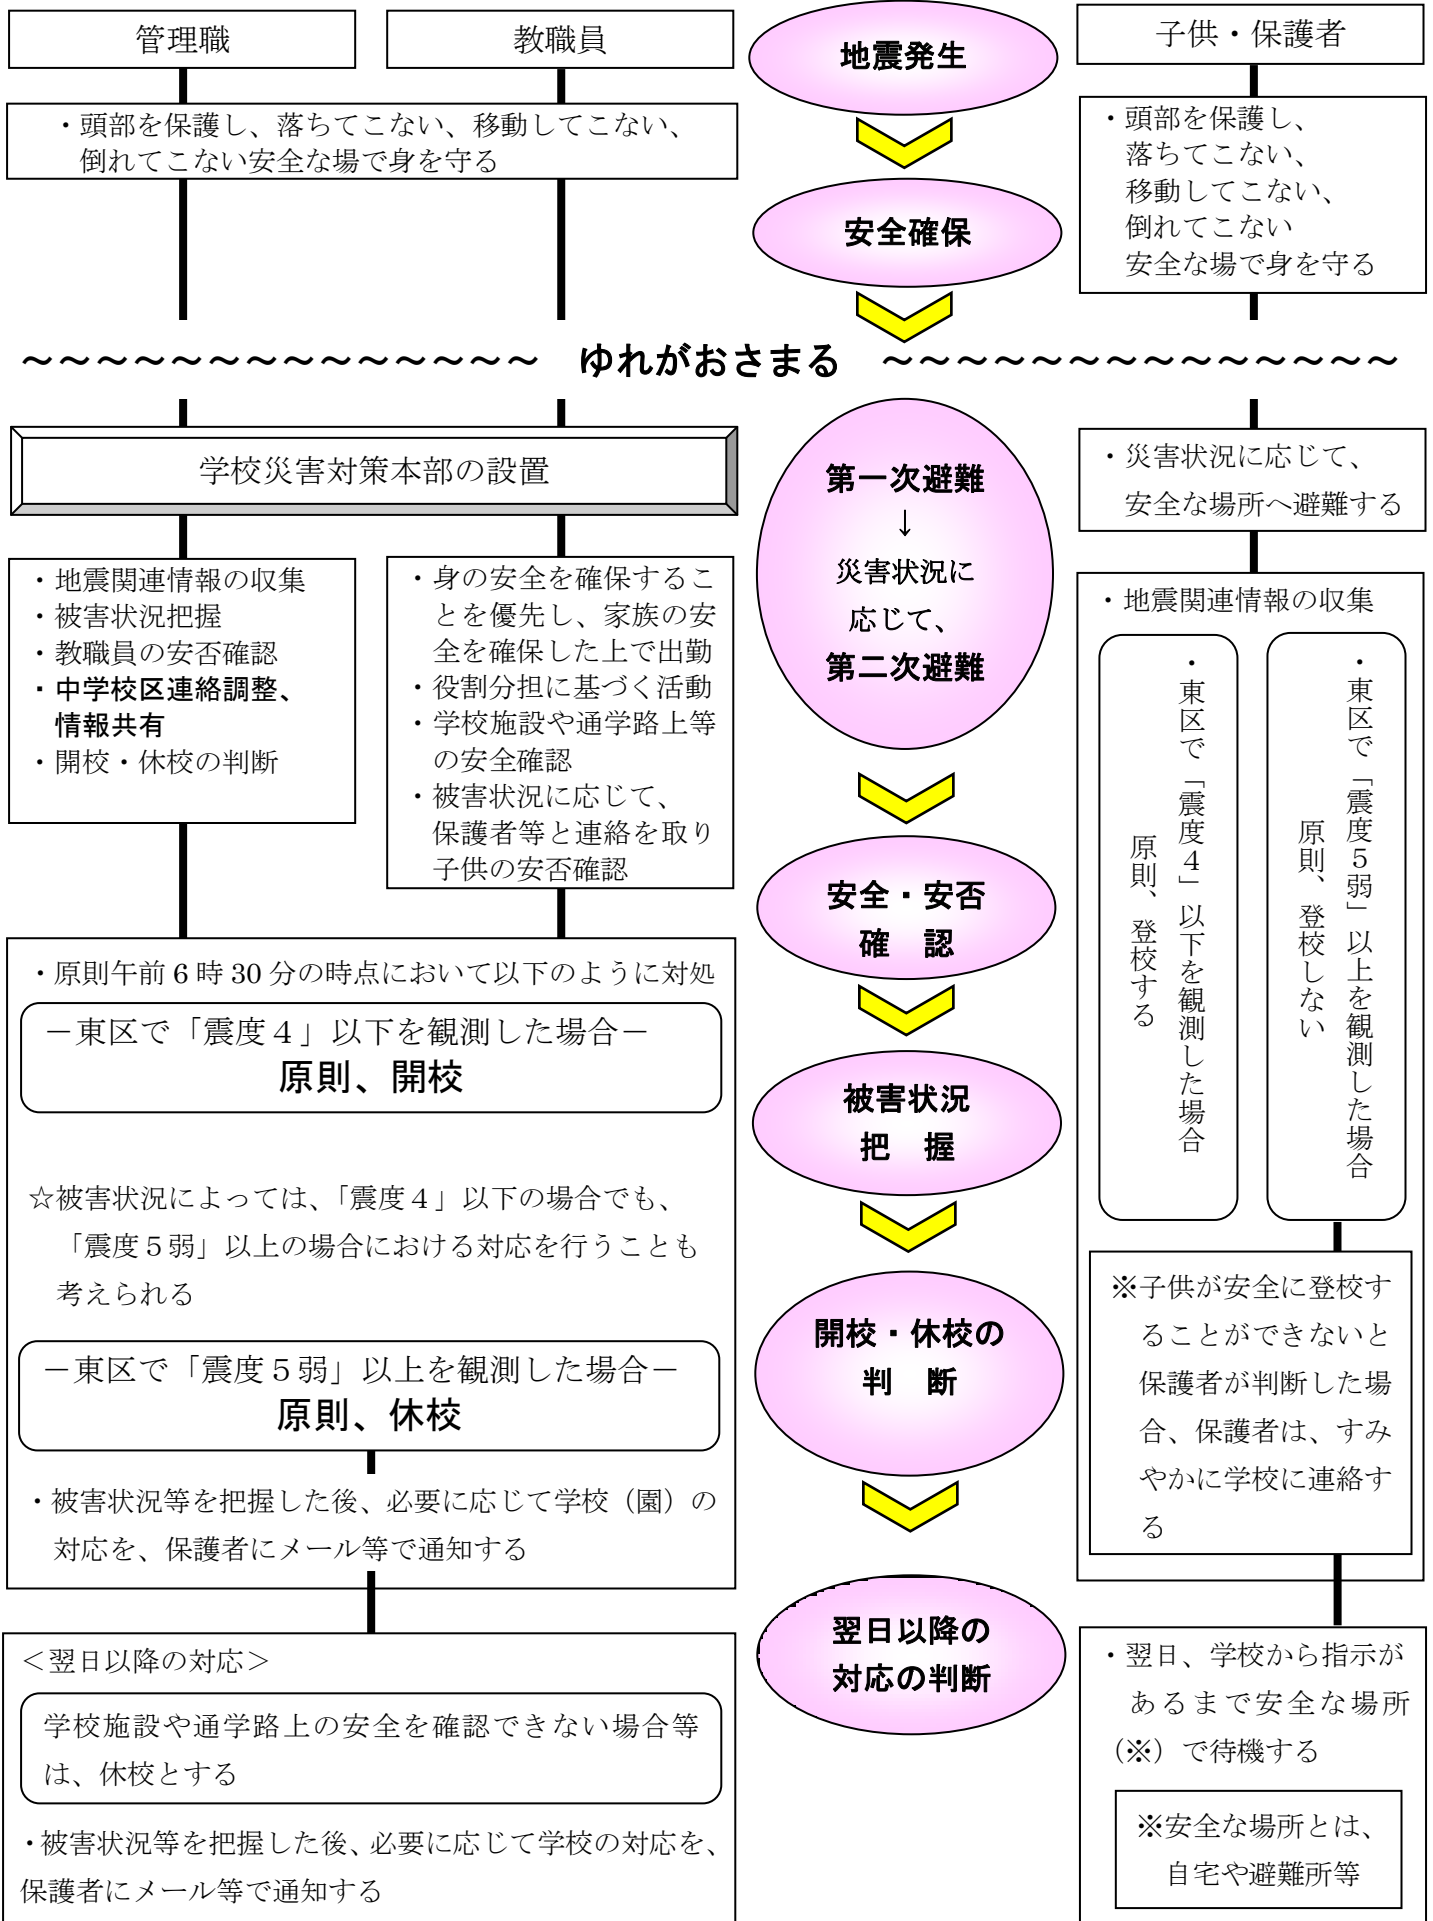 管理職
教職員
・頭部を保護し、落ちてこない、移動してこない、
倒れてこない安全な場で身を守る
地震発生
安全確保
子供・保護者
・頭部を保護し、
落ちてこない、
移動してこない、
倒れてこない
安全な場で身を守る
～～～～～～～～～～～～～～ ゆれがおさまる ～～～～～～～～～～～～～～
学校災害対策本部の設置
・地震関連情報の収集
・被害状況把握
・教職員の安否確認
・中学校区連絡調整、
情報共有
・開校・休校の判断
・身の安全を確保するこ
とを優先し、家族の安
全を確保した上で出勤
・役割分担に基づく活動
・学校施設や通学路上等
の安全確認
・被害状況に応じて、
保護者等と連絡を取り
子供の安否確認
・原則午前 6 時 30 分の時点において以下のように対処
－東区で「震度４」以下を観測した場合－
原則、開校
☆被害状況によっては、「震度４」以下の場合でも、
「震度５弱」以上の場合における対応を行うことも
考えられる
－東区で「震度５弱」以上を観測した場合－
原則、休校
・被害状況等を把握した後、必要に応じて学校（園）の
対応を、保護者にメール等で通知する
＜翌日以降の対応＞
学校施設や通学路上の安全を確認できない場合等
は、休校とする
・被害状況等を把握した後、必要に応じて学校の対応を、
保護者にメール等で通知する
第一次避難
↓
災害状況に
応じて、
第二次避難
安全・安否
確　認
被害状況
把　握
開校・休校の
判　断
翌日以降の
対応の判断
・災害状況に応じて、
安全な場所へ避難する
・地震関連情報の収集
・東区で「震度５弱」以上を観測した場合
原則、登校しない
・東区で「震度４」以下を観測した場合
原則、登校する
※子供が安全に登校す
ることができないと
保護者が判断した場
合、保護者は、すみ
やかに学校に連絡す
る
・翌日、学校から指示が
あるまで安全な場所
（※）で待機する
※安全な場所とは、
自宅や避難所等